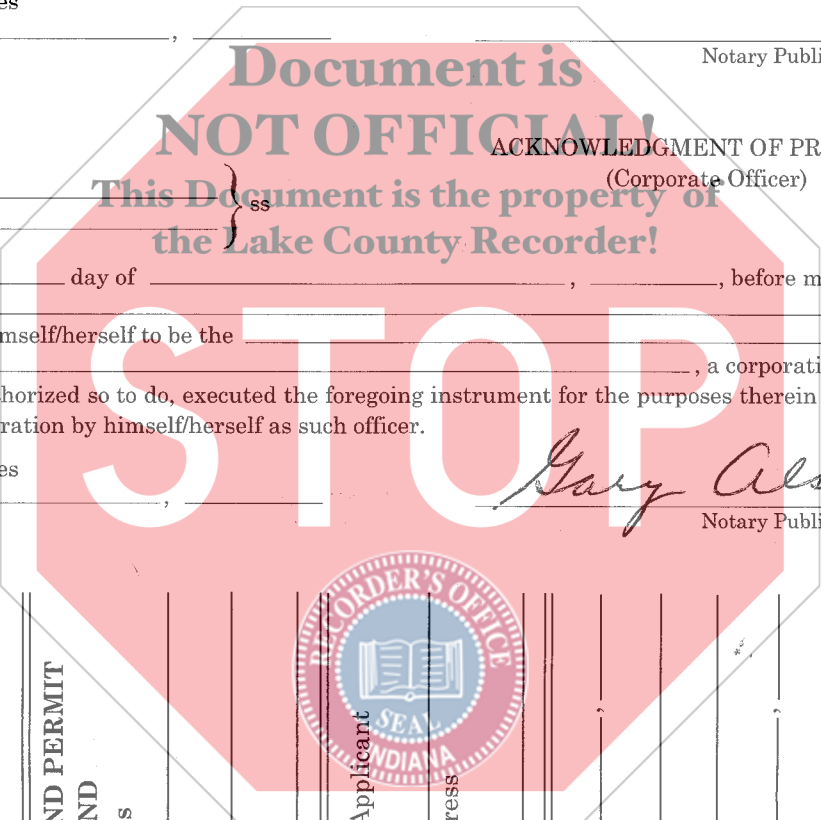 es
,
Notary Publi
Document is
NOT OFFICIAL!
ACKNOWLEDGMENT OF PR
(Corporate Officer)
This Document is the property of
the Lake County Recorder!
} ss
day of , , before m
mself/herself to be the
, a corporati
horized so to do, executed the foregoing instrument for the purposes therein
ration by himself/herself as such officer.
es
,
Gary
Notary Publi
STOP
RECORDER'S OFFICE
SEAL
INDIANA
ND PERMIT
ND
s
Applicant
ress
,
,